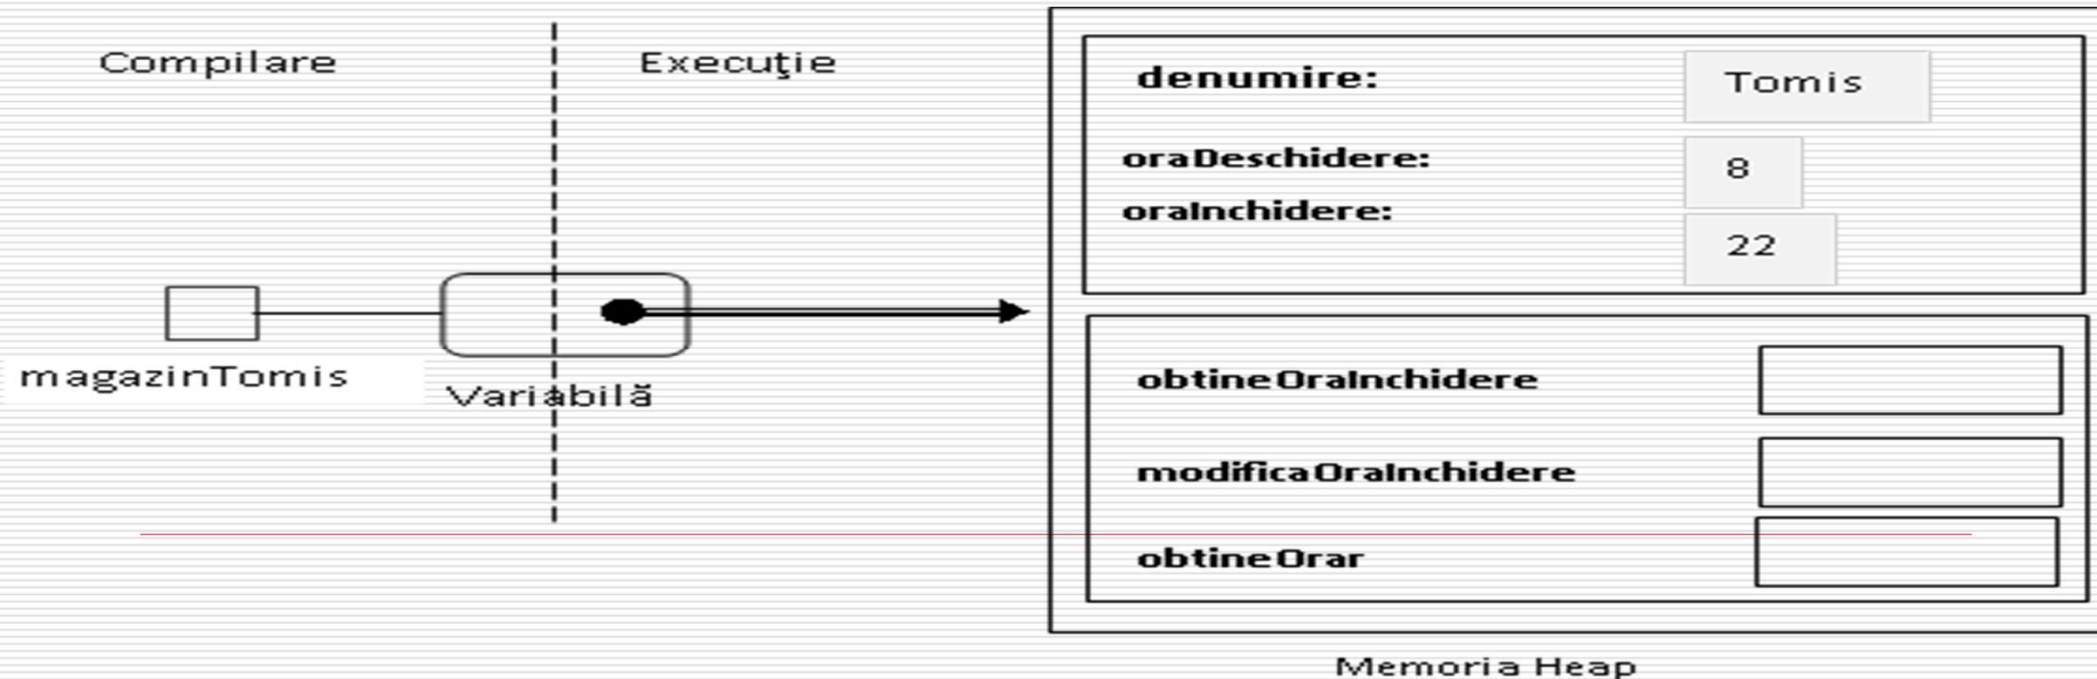 Compilare
Execuţie
magazinTomis
Variabilă
denumire: Tomis
oraDeschidere: 8
oraInchidere: 22
obtineOraInchidere
modificaOraInchidere
obtineOrar
Memoria Heap